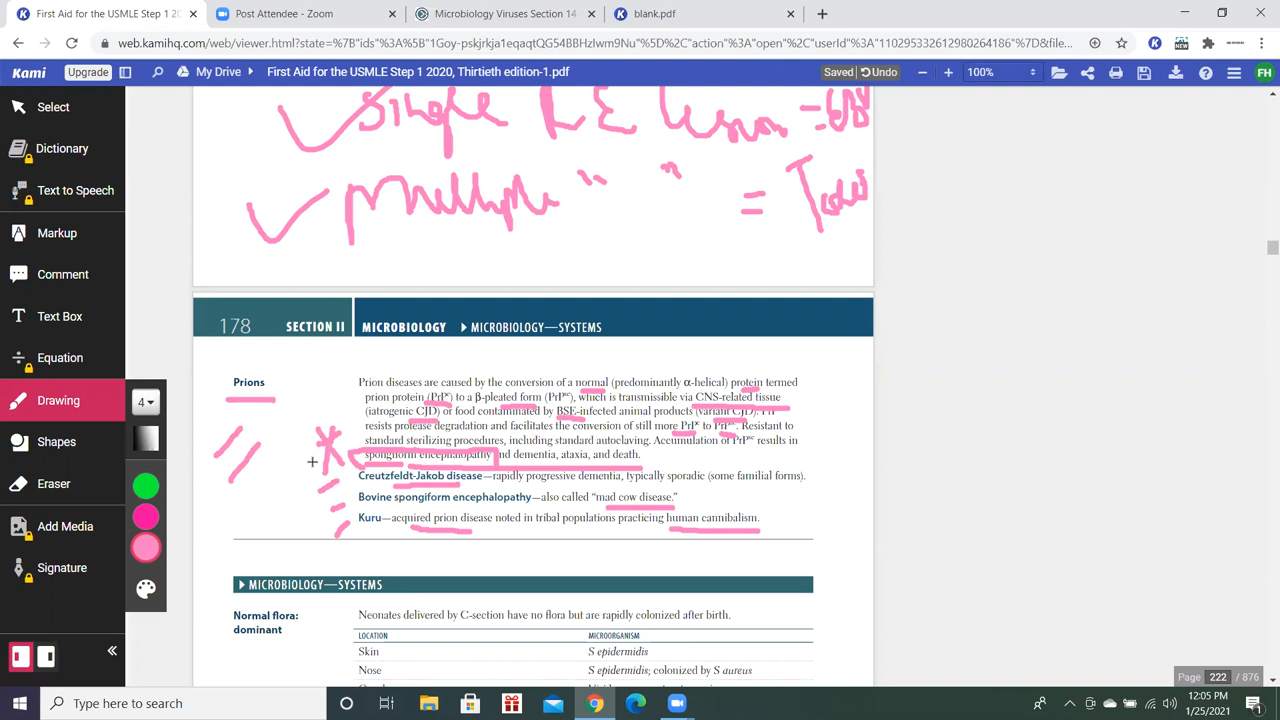 First Aid for the USMLE Step 1 20
Post Attendee - Zoom
Microbiology Viruses Section 14
blank.pdf
web.kamihq.com/web/viewer.html?state=%7B"ids"%3A%5B"1Goy-pskjrkja1eqaqtQG54BBHzIwm9Nu"%5D%2C"action"%3A"open"%2C"userId"%3A"110295332612980264186"%7D&file...
NEW
Kami
Upgrade
My Drive
First Aid for the USMLE Step 1 2020, Thirtieth edition-1.pdf
Saved
Undo
100%
FH
Select
Dictionary
Text to Speech
Markup
Comment
Text Box
Equation
Drawing
Shapes
Eraser
Add Media
Signature
4
Single RE lesion =
Multiple " " =
178 SECTION II MICROBIOLOGY MICROBIOLOGY—SYSTEMS
Prions
Prion diseases are caused by the conversion of a normal (predominantly α-helical) protein termed
prion protein (PrPc) to a β-pleated form (PrPsc), which is transmissible via CNS-related tissue
(iatrogenic CJD) or food contaminated by BSE-infected animal products (variant CJD). PrPsc
resists protease degradation and facilitates the conversion of still more PrPc to PrPsc. Resistant to
standard sterilizing procedures, including standard autoclaving. Accumulation of PrPsc results in
spongiform encephalopathy and dementia, ataxia, and death.
Creutzfeldt-Jakob disease—rapidly progressive dementia, typically sporadic (some familial forms).
Bovine spongiform encephalopathy—also called "mad cow disease."
Kuru—acquired prion disease noted in tribal populations practicing human cannibalism.
MICROBIOLOGY—SYSTEMS
Normal flora:
dominant
Neonates delivered by C-section have no flora but are rapidly colonized after birth.
LOCATION MICROORGANISM
Skin S epidermidis
Nose S epidermidis; colonized by S aureus
Page 222 / 876
Type here to search
12:05 PM
1/25/2021